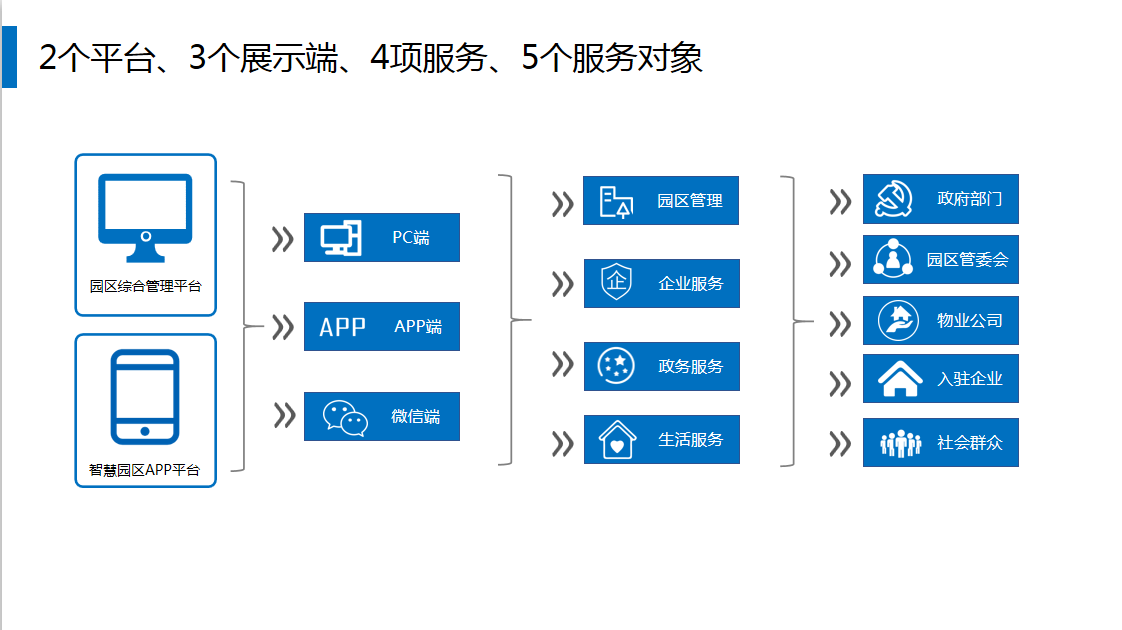 2个平台、3个展示端、4项服务、5个服务对象
园区综合管理平台
智慧园区APP平台
PC端
APP
APP端
微信端
园区管理
企
企业服务
政务服务
生活服务
政府部门
园区管委会
物业公司
入驻企业
社会群众